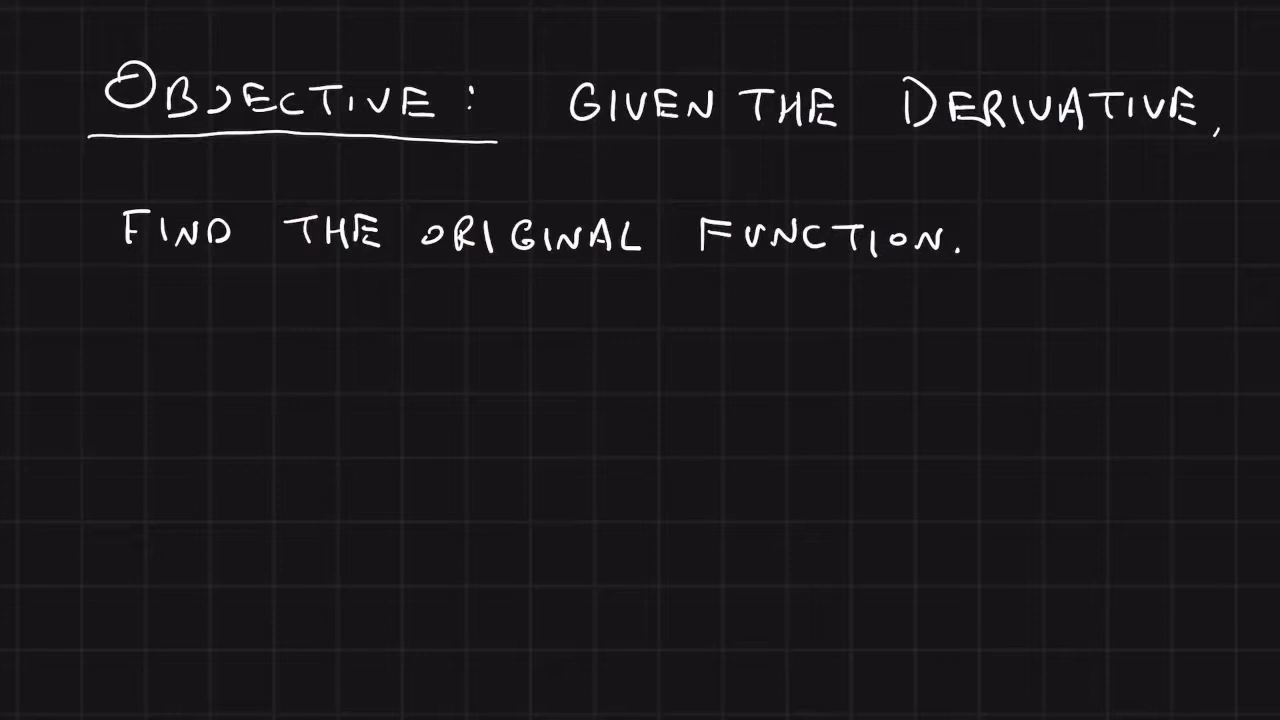 OBJECTIVE: GIVEN THE DERIVATIVE,
FIND THE ORIGINAL FUNCTION.